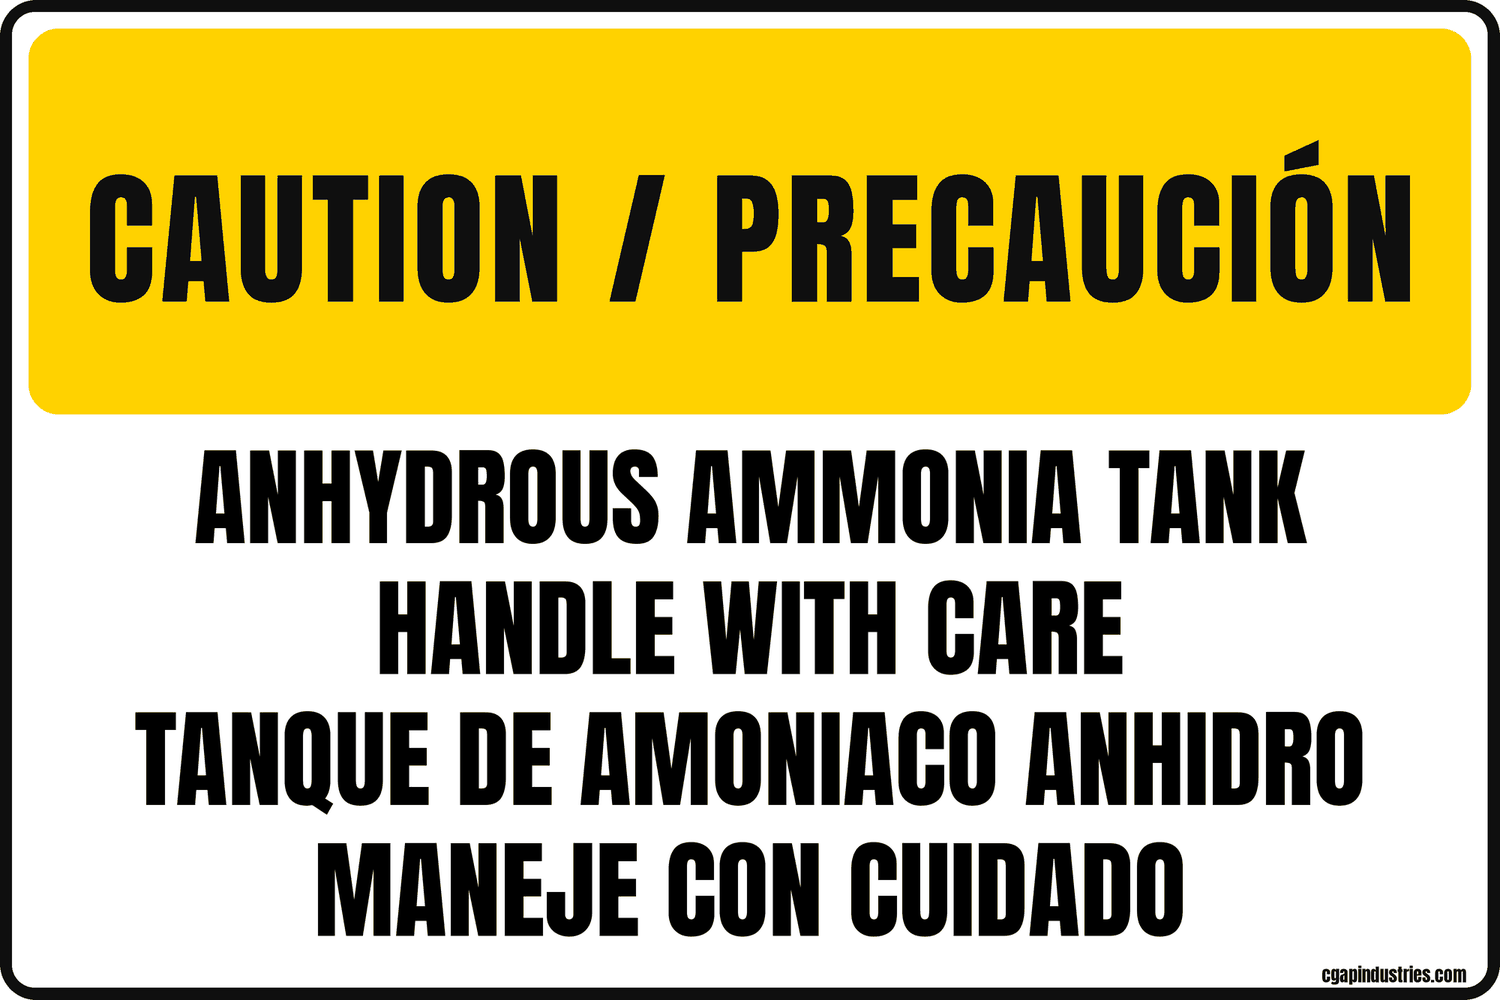 CAUTION / PRECAUCIÓN
ANHYDROUS AMMONIA TANK
HANDLE WITH CARE
TANQUE DE AMONIACO ANHIDRO
MANEJE CON CUIDADO
cgapindustries.com